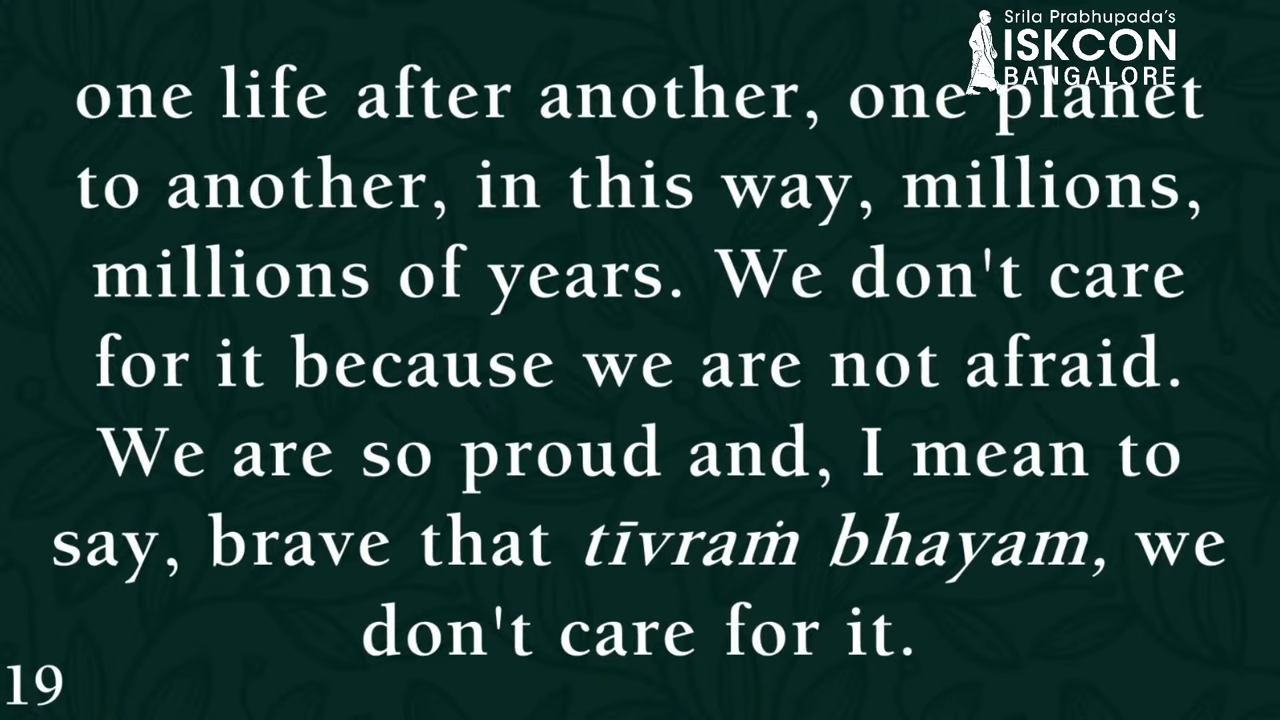 Srila Prabhupada's
ISKCON
BANGALORE
one life after another, one planet
to another, in this way, millions,
millions of years. We don't care
for it because we are not afraid.
We are so proud and, I mean to
say, brave that tīvraṁ bhayam, we
don't care for it.
19